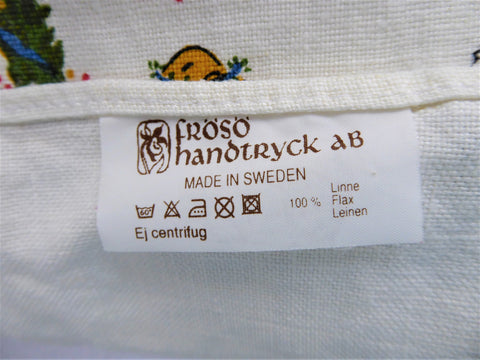 frösö
handtryck AB
MADE IN SWEDEN
60°
100 % Linne
Flax
Leinen
Ej centrifug